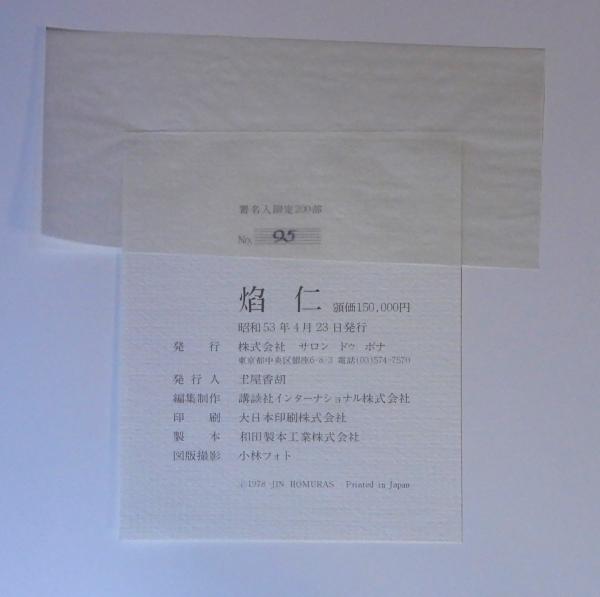 署名入限定200部
No. 95
焔 仁 頒価150,000円
昭和53年4月23日発行
発 行 株式会社 サロン ドゥ ボナ
東京都中央区銀座6-8-3 電話(03)574-7570
発行人 土屋香胡
編集制作 講談社インターナショナル株式会社
印 刷 大日本印刷株式会社
製 本 和田製本工業株式会社
図版撮影 小林フォト
©1978 JIN HOMURAS Printed in Japan